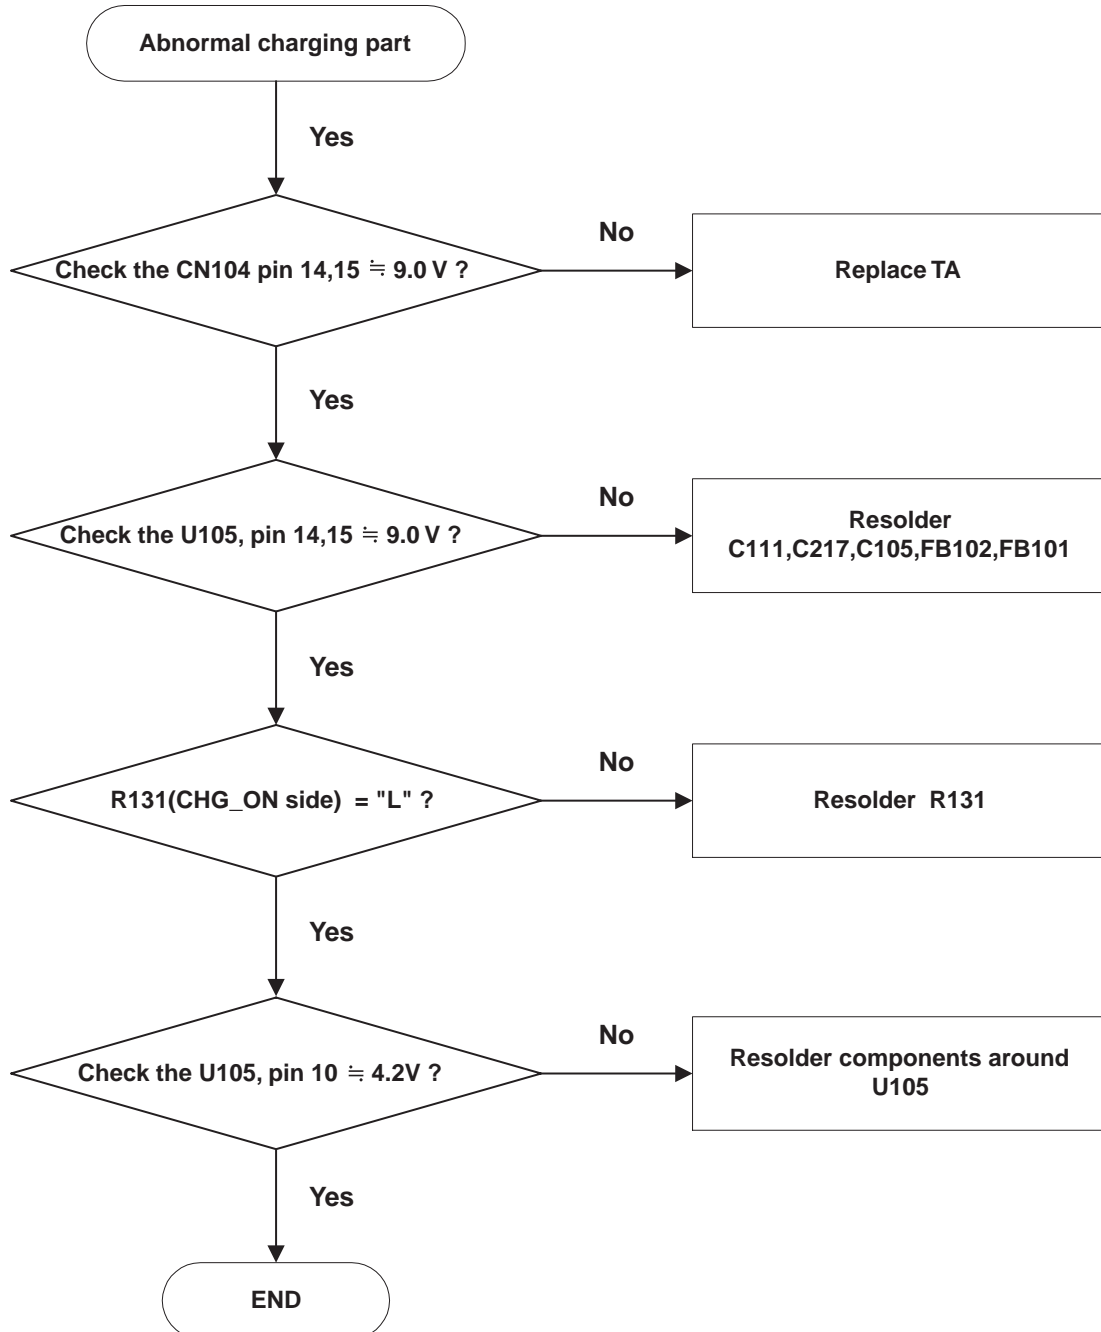 Abnormal charging part
Yes
Check the CN104 pin 14,15 ≒ 9.0 V ?
No
Replace TA
Yes
Check the U105, pin 14,15 ≒ 9.0 V ?
No
Resolder
C111,C217,C105,FB102,FB101
Yes
R131(CHG_ON side) = "L" ?
No
Resolder R131
Yes
Check the U105, pin 10 ≒ 4.2V ?
No
Resolder components around
U105
Yes
END